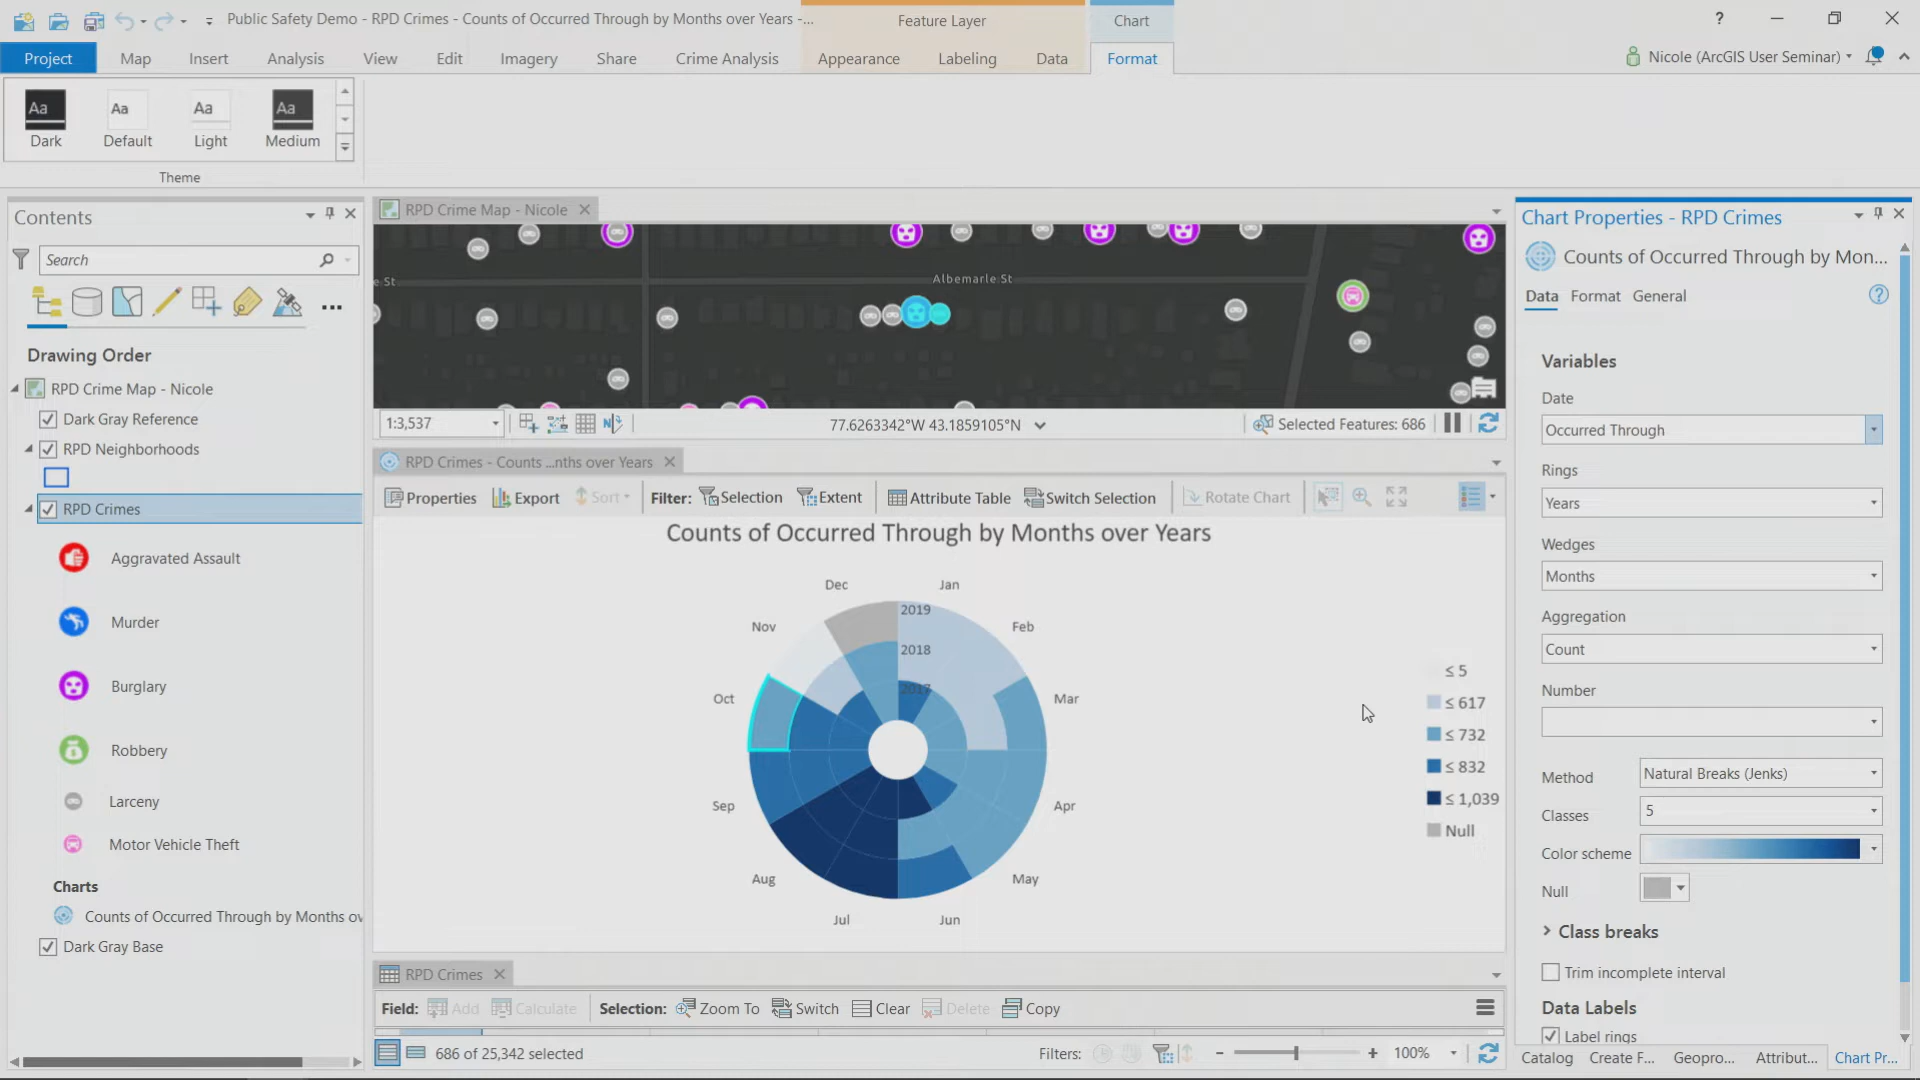 Public Safety Demo - RPD Crimes - Counts of Occurred Through by Months over Years -...
Feature Layer
Chart
?
Project
Map
Insert
Analysis
View
Edit
Imagery
Share
Crime Analysis
Appearance
Labeling
Data
Format
Nicole (ArcGIS User Seminar)
Aa
Aa
Aa
Aa
Dark
Default
Light
Medium
Theme
Contents
Search
Drawing Order
RPD Crime Map - Nicole
Dark Gray Reference
RPD Neighborhoods
RPD Crimes
Aggravated Assault
Murder
Burglary
Robbery
Larceny
Motor Vehicle Theft
Charts
Counts of Occurred Through by Months ov
Dark Gray Base
RPD Crime Map - Nicole
e St
Albemarle St
1:3,537
77.6263342°W 43.1859105°N
Selected Features: 686
RPD Crimes - Counts ...nths over Years
Properties
Export
Sort
Filter:
Selection
Extent
Attribute Table
Switch Selection
Rotate Chart
Counts of Occurred Through by Months over Years
Dec
Jan
Nov
2019
Feb
2018
2017
Oct
Mar
Sep
Apr
Aug
May
Jul
Jun
≤ 5
≤ 617
≤ 732
≤ 832
≤ 1,039
Null
RPD Crimes
Field:
Add
Calculate
Selection:
Zoom To
Switch
Clear
Delete
Copy
686 of 25,342 selected
Filters:
100%
Chart Properties - RPD Crimes
Counts of Occurred Through by Mon...
Data
Format
General
Variables
Date
Occurred Through
Rings
Years
Wedges
Months
Aggregation
Count
Number
Method
Natural Breaks (Jenks)
Classes
5
Color scheme
Null
Class breaks
Trim incomplete interval
Data Labels
Label rings
Catalog
Create F...
Geopro...
Attribut...
Chart Pr...